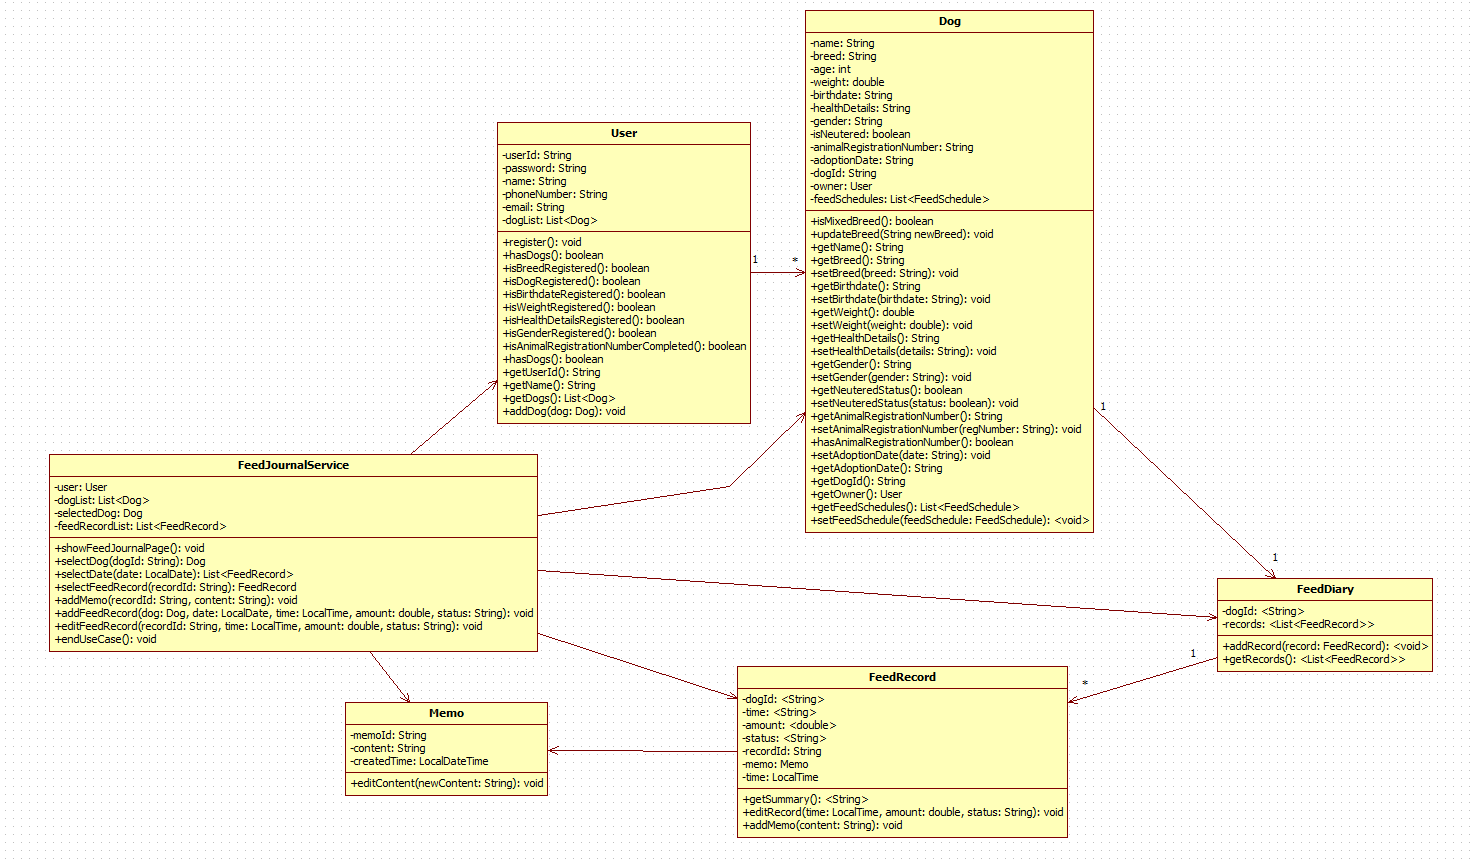 Dog
-name: String
-breed: String
-age: int
-weight: double
-birthdate: String
-healthDetails: String
-gender: String
-isNeutered: boolean
-animalRegistrationNumber: String
-adoptionDate: String
-dogId: String
-owner: User
-feedSchedules: List<FeedSchedule>
+isMixedBreed(): boolean
+updateBreed(String newBreed): void
+getName(): String
+getBreed(): String
+setBreed(breed: String): void
+getBirthdate(): String
+setBirthdate(birthdate: String): void
+getWeight(): double
+setWeight(weight: double): void
+getHealthDetails(): String
+setHealthDetails(details: String): void
+getGender(): String
+setGender(gender: String): void
+getNeuteredStatus(): boolean
+setNeuteredStatus(status: boolean): void
+getAnimalRegistrationNumber(): String
+setAnimalRegistrationNumber(regNumber: String): void
+hasAnimalRegistrationNumber(): boolean
+setAdoptionDate(date: String): void
+getAdoptionDate(): String
+getDogId(): String
+getOwner(): User
+getFeedSchedules(): List<FeedSchedule>
+setFeedSchedule(feedSchedule: FeedSchedule): <void>
User
-userId: String
-password: String
-name: String
-phoneNumber: String
-email: String
-dogList: List<Dog>
+register(): void
+hasDogs(): boolean
+isBreedRegistered(): boolean
+isDogRegistered(): boolean
+isBirthdateRegistered(): boolean
+isWeightRegistered(): boolean
+isHealthDetailsRegistered(): boolean
+isGenderRegistered(): boolean
+isAnimalRegistrationNumberCompleted(): boolean
+hasDogs(): boolean
+getUserId(): String
+getName(): String
+getDogs(): List<Dog>
+addDog(dog: Dog): void
1 *
1
1
FeedJournalService
-user: User
-dogList: List<Dog>
-selectedDog: Dog
-feedRecordList: List<FeedRecord>
+showFeedJournalPage(): void
+selectDog(dogId: String): Dog
+selectDate(date: LocalDate): List<FeedRecord>
+selectFeedRecord(recordId: String): FeedRecord
+addMemo(recordId: String, content: String): void
+addFeedRecord(dog: Dog, date: LocalDate, time: LocalTime, amount: double, status: String): void
+editFeedRecord(recordId: String, time: LocalTime, amount: double, status: String): void
+endUseCase(): void
FeedDiary
-dogId: <String>
-records: <List<FeedRecord>>
+addRecord(record: FeedRecord): <void>
+getRecords(): <List<FeedRecord>>
1
*
FeedRecord
-dogId: <String>
-time: <String>
-amount: <double>
-status: <String>
-recordId: String
-memo: Memo
-time: LocalTime
+getSummary(): <String>
+editRecord(time: LocalTime, amount: double, status: String): void
+addMemo(content: String): void
Memo
-memoId: String
-content: String
-createdTime: LocalDateTime
+editContent(newContent: String): void